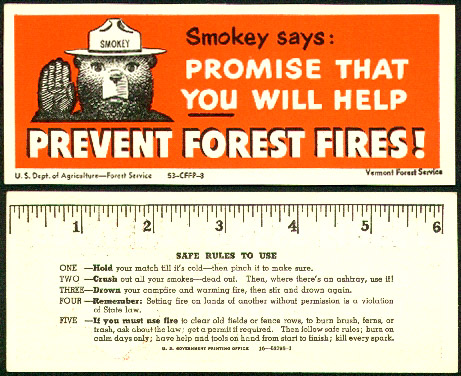 SMOKEY
Smokey says:
PROMISE THAT
YOU WILL HELP
PREVENT FOREST FIRES!
U. S. Dept. of Agriculture—Forest Service 53-CFFP-3
Vermont Forest Service
1 2 3 4 5 6
SAFE RULES TO USE
ONE —Hold your match till it's cold—then pinch it to make sure.
TWO —Crush out all your smokes—dead out. Then, where there's an ashtray, use it!
THREE—Drown your campfire and warming fire, then stir and drown again.
FOUR —Remember: Setting fire on lands of another without permission is a violation
of State law.
FIVE —If you must use fire to clear old fields or fence rows, to burn brush, ferns, or
trash, ask about the law; get a permit if required. Then follow safe rules; burn on
calm days only; have help and tools on hand from start to finish; kill every spark.
U. S. GOVERNMENT PRINTING OFFICE